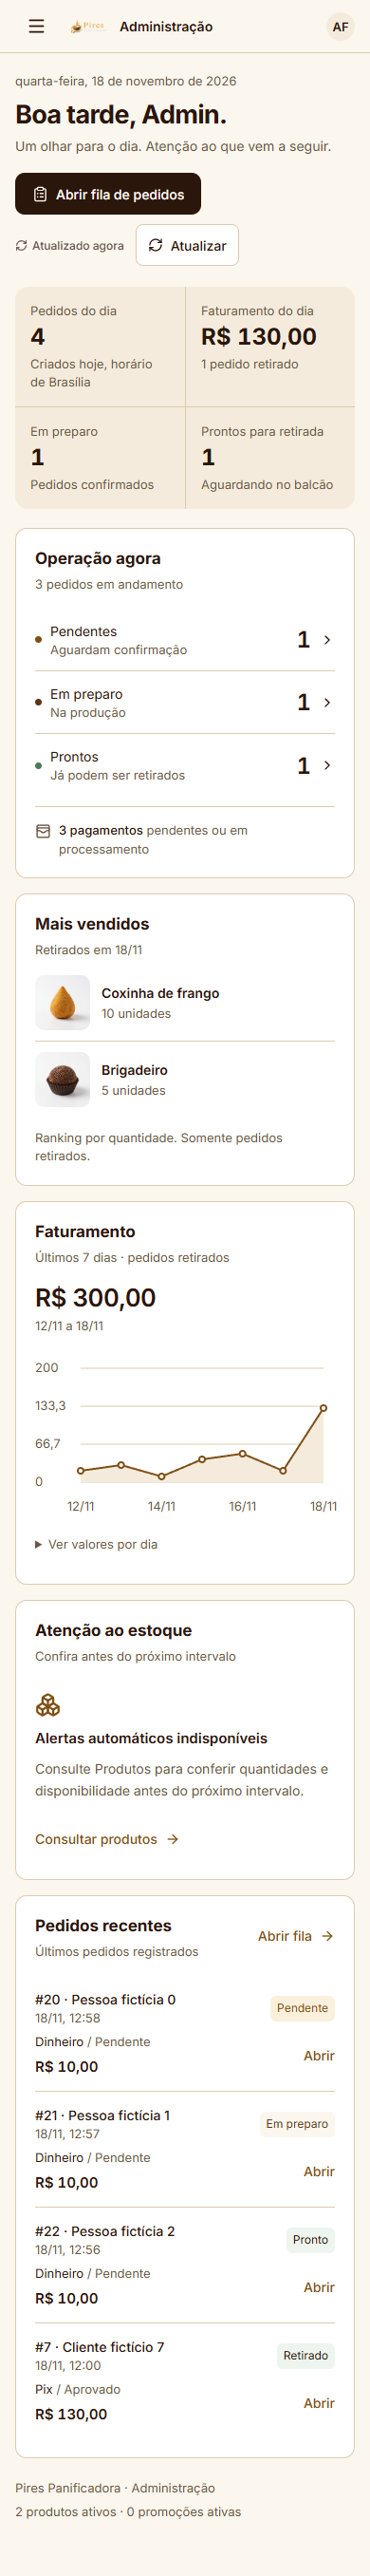 Pires
Administração
AF
quarta-feira, 18 de novembro de 2026
Boa tarde, Admin.
Um olhar para o dia. Atenção ao que vem a seguir.
Abrir fila de pedidos
Atualizado agora
Atualizar
Pedidos do dia
4
Criados hoje, horário
de Brasília
Faturamento do dia
R$ 130,00
1 pedido retirado
Em preparo
1
Pedidos confirmados
Prontos para retirada
1
Aguardando no balcão
Operação agora
3 pedidos em andamento
Pendentes
Aguardam confirmação
1
Em preparo
Na produção
1
Prontos
Já podem ser retirados
1
3 pagamentos pendentes ou em
processamento
Mais vendidos
Retirados em 18/11
Coxinha de frango
10 unidades
Brigadeiro
5 unidades
Ranking por quantidade. Somente pedidos
retirados.
Faturamento
Últimos 7 dias · pedidos retirados
R$ 300,00
12/11 a 18/11
200
133,3
66,7
0
12/11 14/11 16/11 18/11
Ver valores por dia
Atenção ao estoque
Confira antes do próximo intervalo
Alertas automáticos indisponíveis
Consulte Produtos para conferir quantidades e
disponibilidade antes do próximo intervalo.
Consultar produtos
Pedidos recentes
Últimos pedidos registrados
Abrir fila
#20 · Pessoa fictícia 0
18/11, 12:58
Dinheiro / Pendente
R$ 10,00
Pendente
Abrir
#21 · Pessoa fictícia 1
18/11, 12:57
Dinheiro / Pendente
R$ 10,00
Em preparo
Abrir
#22 · Pessoa fictícia 2
18/11, 12:56
Dinheiro / Pendente
R$ 10,00
Pronto
Abrir
#7 · Cliente fictício 7
18/11, 12:00
Pix / Aprovado
R$ 130,00
Retirado
Abrir
Pires Panificadora · Administração
2 produtos ativos · 0 promoções ativas